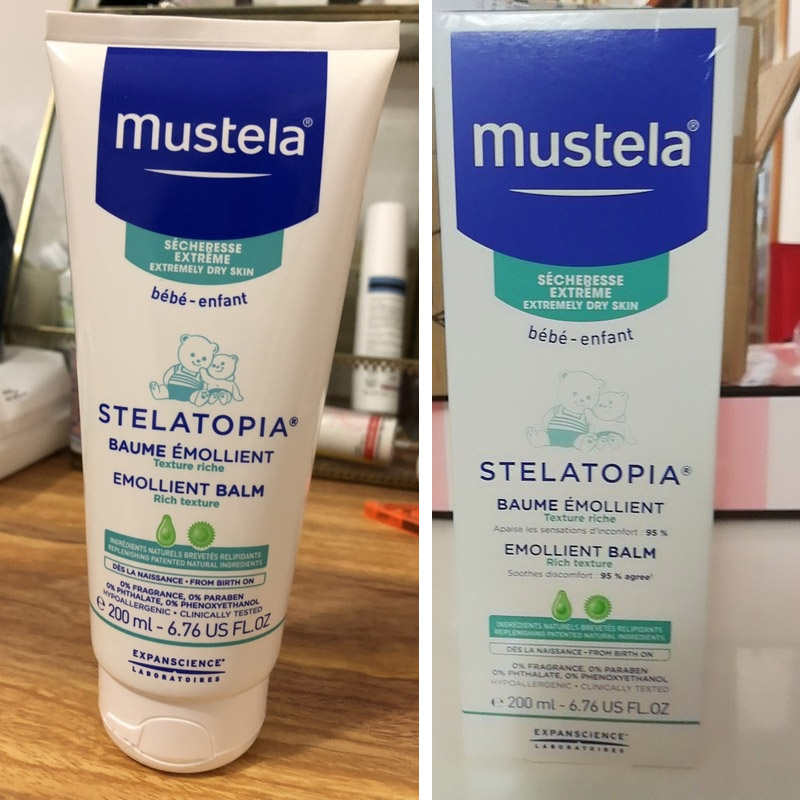 mustela®
SÉCHERESSE
EXTRÊME
EXTREMELY DRY SKIN
bébé-enfant
STELATOPIA®
BAUME ÉMOLLIENT
Texture riche
EMOLLIENT BALM
Rich texture
INGRÉDIENTS NATURELS BREVETÉS RELIPIDANTS
REPLENISHING PATENTED NATURAL INGREDIENTS
DÈS LA NAISSANCE • FROM BIRTH ON
0% FRAGRANCE, 0% PARABEN
0% PHTHALATE, 0% PHENOXYETHANOL
HYPOALLERGENIC • CLINICALLY TESTED
℮ 200 ml - 6.76 US FL.OZ
EXPANSCIENCE®
LABORATOIRES
mustela®
SÉCHERESSE
EXTRÊME
EXTREMELY DRY SKIN
bébé-enfant
STELATOPIA®
BAUME ÉMOLLIENT
Texture riche
Apaise les sensations d'inconfort : 95 %
EMOLLIENT BALM
Rich texture
Soothes discomfort : 95 % agree¹
INGRÉDIENTS NATURELS BREVETÉS RELIPIDANTS
REPLENISHING PATENTED NATURAL INGREDIENTS
DÈS LA NAISSANCE • FROM BIRTH ON
0% FRAGRANCE, 0% PARABEN
0% PHTHALATE, 0% PHENOXYETHANOL
HYPOALLERGENIC • CLINICALLY TESTED
℮ 200 ml - 6.76 US FL.OZ
EXPANSCIENCE®
LABORATOIRES